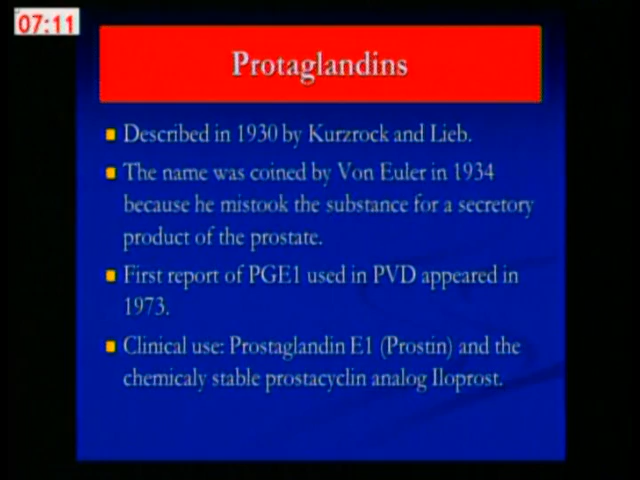 07:11
Protaglandins
Described in 1930 by Kurzrock and Lieb.
The name was coined by Von Euler in 1934
because he mistook the substance for a secretory
product of the prostate.
First report of PGE1 used in PVD appeared in
1973.
Clinical use: Prostaglandin E1 (Prostin) and the
chemicaly stable prostacyclin analog Iloprost.